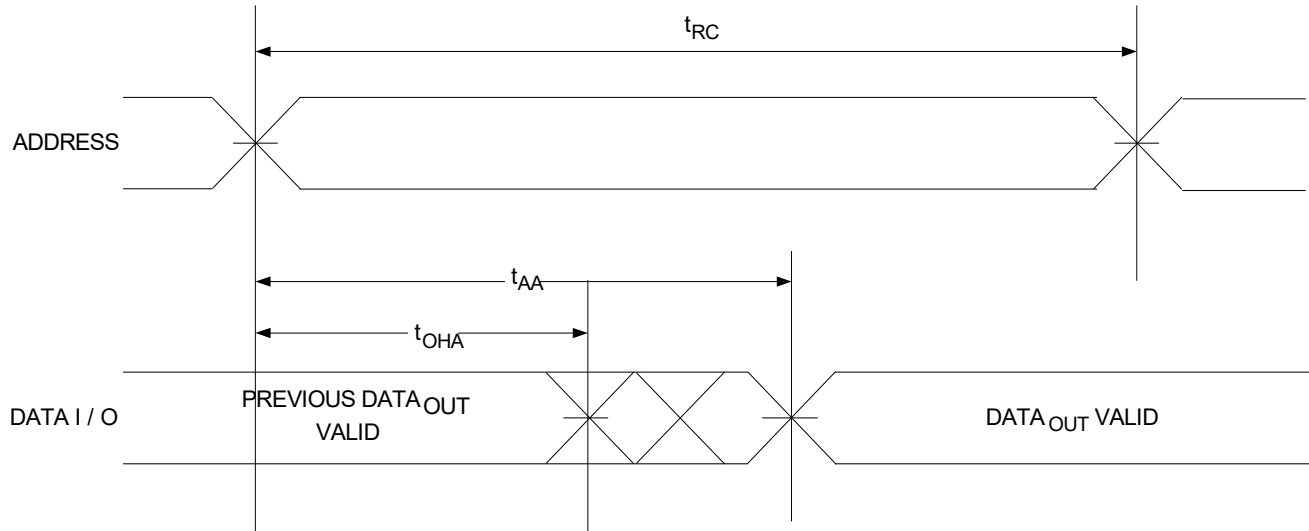 tRC
ADDRESS
tAA
tOHA
DATA I / O
PREVIOUS DATAOUT
VALID
DATAOUT VALID